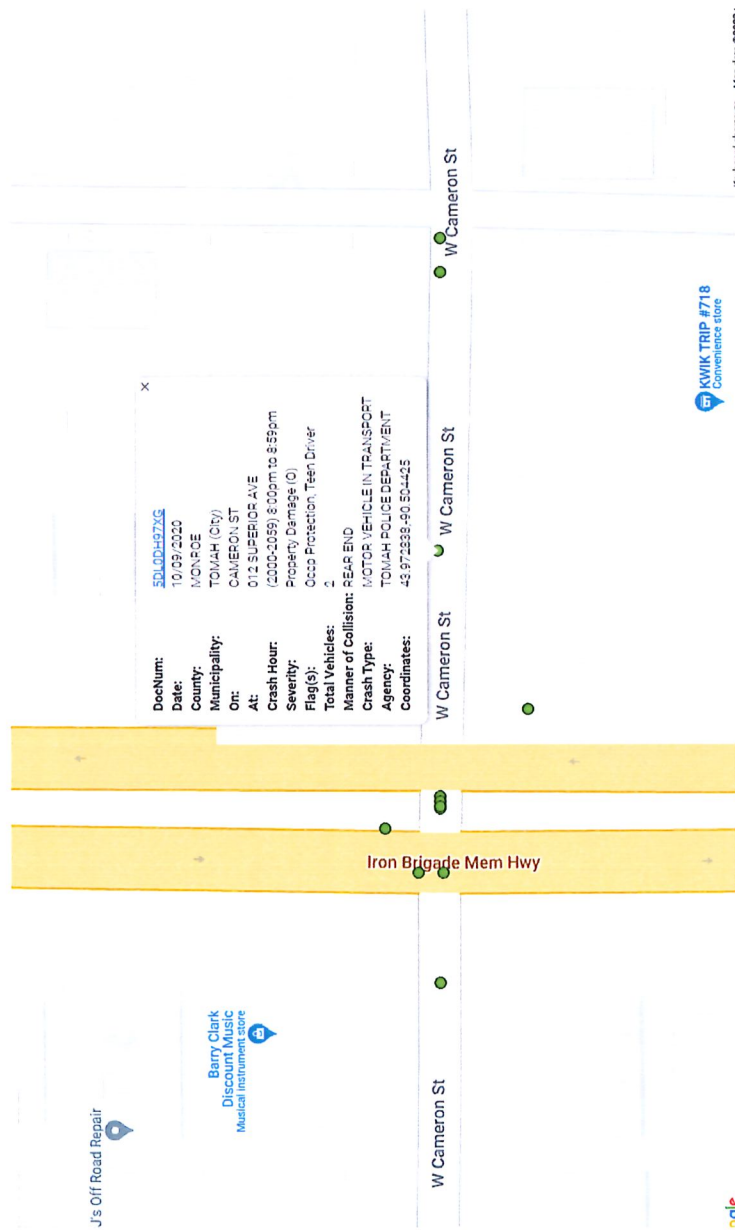 J's Off Road Repair
Barry Clark
Discount Music
Musical instrument store
DocNum: 5DL0DH97XG
Date: 10/09/2020
County: MONROE
Municipality: TOMAH (City)
On: CAMERON ST
At: 012 SUPERIOR AVE
Crash Hour: (2000-2059) 8:00pm to 8:59pm
Severity: Property Damage (O)
Flag(s): Occp Protection, Teen Driver
Total Vehicles: 2
Manner of Collision: REAR END
Crash Type: MOTOR VEHICLE IN TRANSPORT
Agency: TOMAH POLICE DEPARTMENT
Coordinates: 43.972838,-90.504425
Iron Brigade Mem Hwy
W Cameron St
W Cameron St
W Cameron St
W Cameron St
KWIK TRIP #718
Convenience store